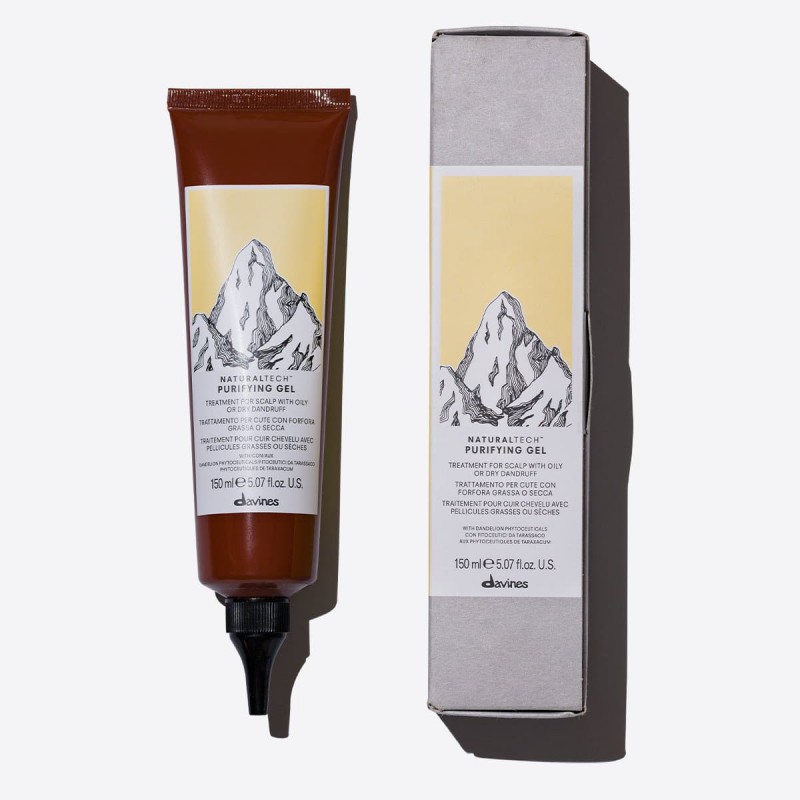 NATURALTECH™
PURIFYING GEL
TREATMENT FOR SCALP WITH OILY
OR DRY DANDRUFF
TRATTAMENTO PER CUTE CON FORFORA
GRASSA O SECCA
TRAITEMENT POUR CUIR CHEVELU AVEC
PELLICULES GRASSES OU SÈCHES
PHYTOCEUTIQUES DE TARAXACUM
150 ml ℮ 5.07 fl.oz. U.S.
davines
NATURALTECH™
PURIFYING GEL
TREATMENT FOR SCALP WITH OILY
OR DRY DANDRUFF
TRATTAMENTO PER CUTE CON
FORFORA GRASSA O SECCA
TRAITEMENT POUR CUIR CHEVELU AVEC
PELLICULES GRASSES OU SÈCHES
WITH DANDELION PHYTOCEUTICALS
CON FITOCEUTICI DA TARASSACO
AUX PHYTOCEUTIQUES DE TARAXACUM
150 ml ℮ 5.07 fl.oz. U.S.
davines